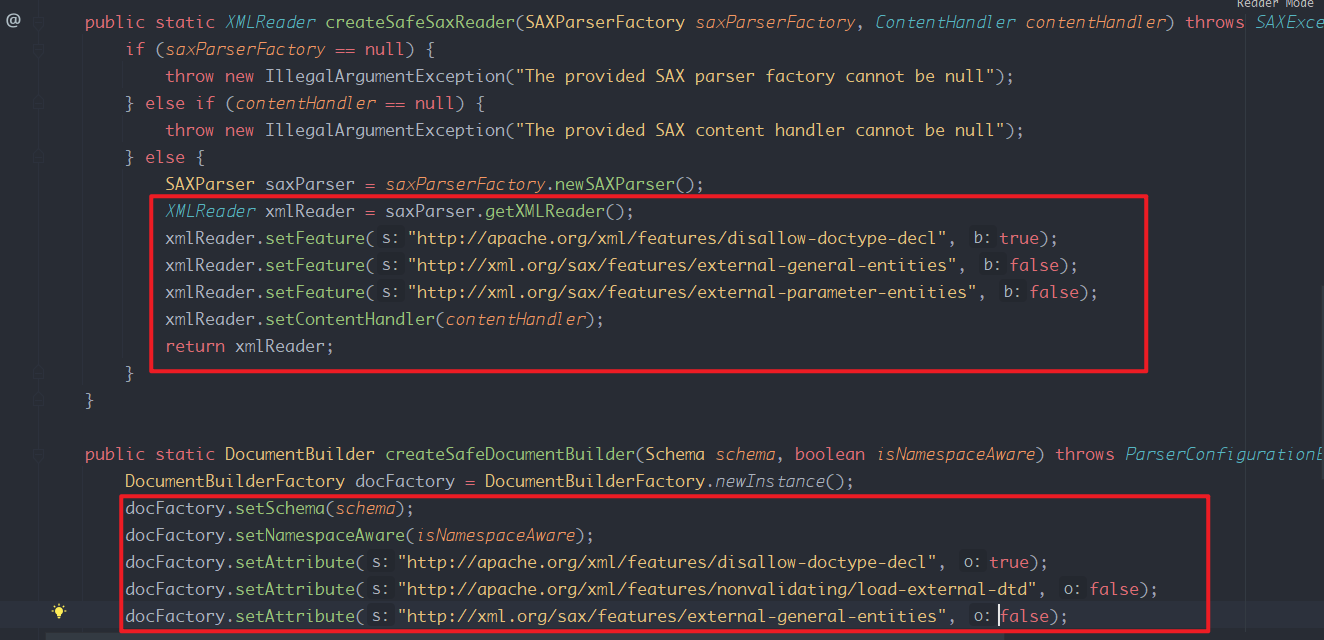 Reader Mode
@ public static XMLReader createSafeSaxReader(SAXParserFactory saxParserFactory, ContentHandler contentHandler) throws SAXExce
if (saxParserFactory == null) {
throw new IllegalArgumentException("The provided SAX parser factory cannot be null");
} else if (contentHandler == null) {
throw new IllegalArgumentException("The provided SAX content handler cannot be null");
} else {
SAXParser saxParser = saxParserFactory.newSAXParser();
XMLReader xmlReader = saxParser.getXMLReader();
xmlReader.setFeature( s: "http://apache.org/xml/features/disallow-doctype-decl", b: true);
xmlReader.setFeature( s: "http://xml.org/sax/features/external-general-entities", b: false);
xmlReader.setFeature( s: "http://xml.org/sax/features/external-parameter-entities", b: false);
xmlReader.setContentHandler(contentHandler);
return xmlReader;
}
}
public static DocumentBuilder createSafeDocumentBuilder(Schema schema, boolean isNamespaceAware) throws ParserConfigurationE
DocumentBuilderFactory docFactory = DocumentBuilderFactory.newInstance();
docFactory.setSchema(schema);
docFactory.setNamespaceAware(isNamespaceAware);
docFactory.setAttribute( s: "http://apache.org/xml/features/disallow-doctype-decl", o: true);
docFactory.setAttribute( s: "http://apache.org/xml/features/nonvalidating/load-external-dtd", o: false);
docFactory.setAttribute( s: "http://xml.org/sax/features/external-general-entities", o: false);